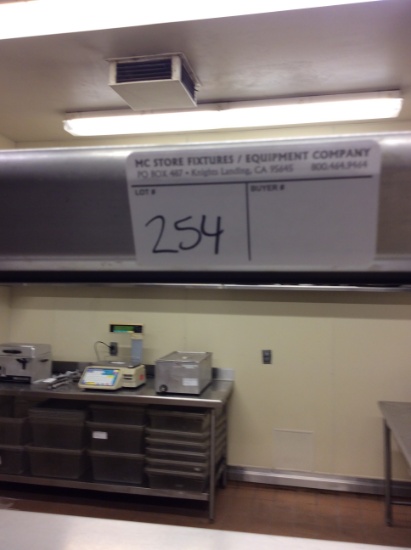 MC STORE FIXTURES / EQUIPMENT COMPANY
PO BOX 487 • Knights Landing, CA 95645 800.464.9464
LOT # BUYER #
254